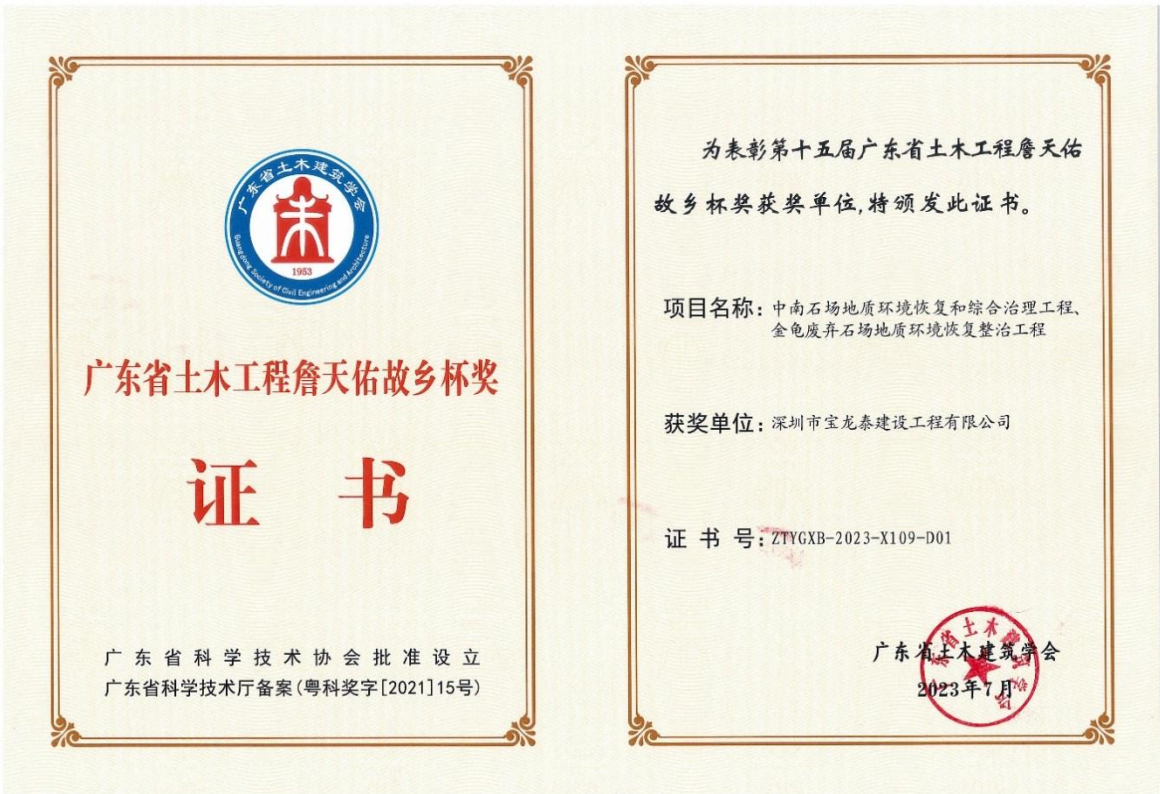 广东省土木建筑学会
1953
Guangdong Society of Civil Engineering and Architecture
广东省土木工程詹天佑故乡杯奖
证 书
广东省科学技术协会批准设立
广东省科学技术厅备案(粤科奖字[2021]15号)
为表彰第十五届广东省土木工程詹天佑
故乡杯奖获奖单位,特颁发此证书。
项目名称:中南石场地质环境恢复和综合治理工程、
金龟废弃石场地质环境恢复整治工程
获奖单位:深圳市宝龙泰建设工程有限公司
证 书 号:ZTYGXB-2023-X109-D01
广东省土木建筑学会
2023年7月
广东省土木建筑学会